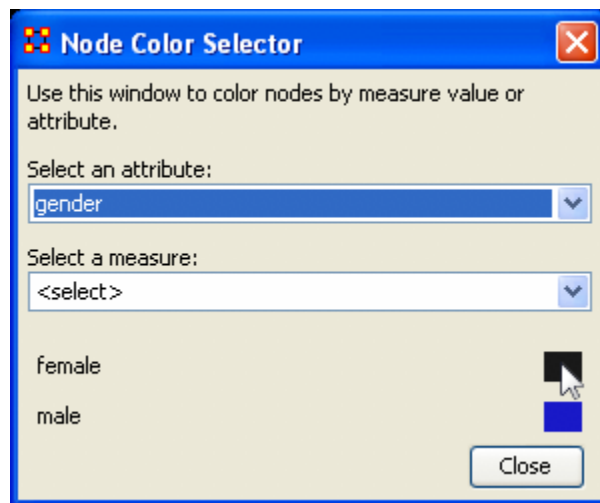 Node Color Selector
Use this window to color nodes by measure value or
attribute.
Select an attribute:
gender
Select a measure:
<select>
female
male
Close